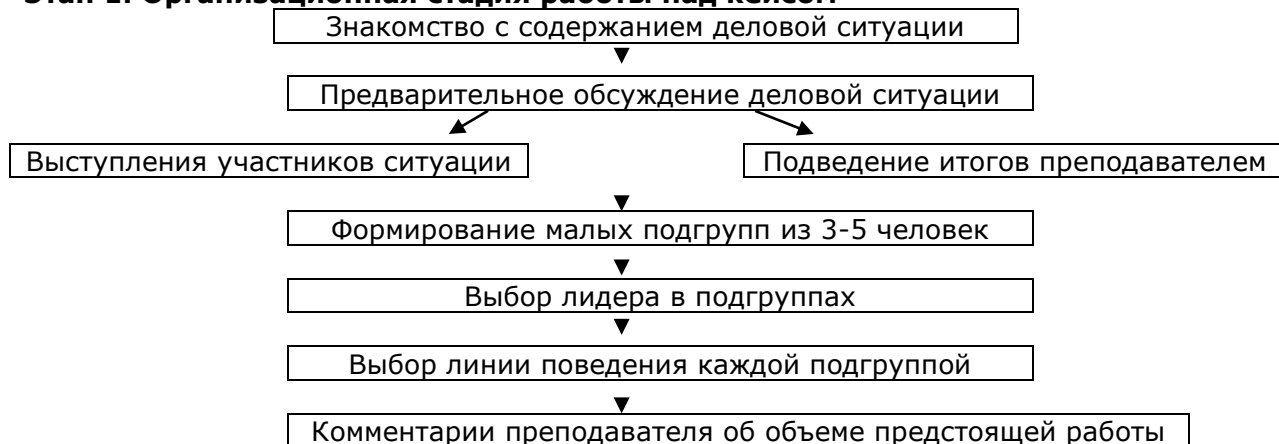 Этап 1. Организационная стадия работы над кейсом
Знакомство с содержанием деловой ситуации
Предварительное обсуждение деловой ситуации
Выступления участников ситуации
Подведение итогов преподавателем
Формирование малых подгрупп из 3-5 человек
Выбор лидера в подгруппах
Выбор линии поведения каждой подгруппой
Комментарии преподавателя об объеме предстоящей работы